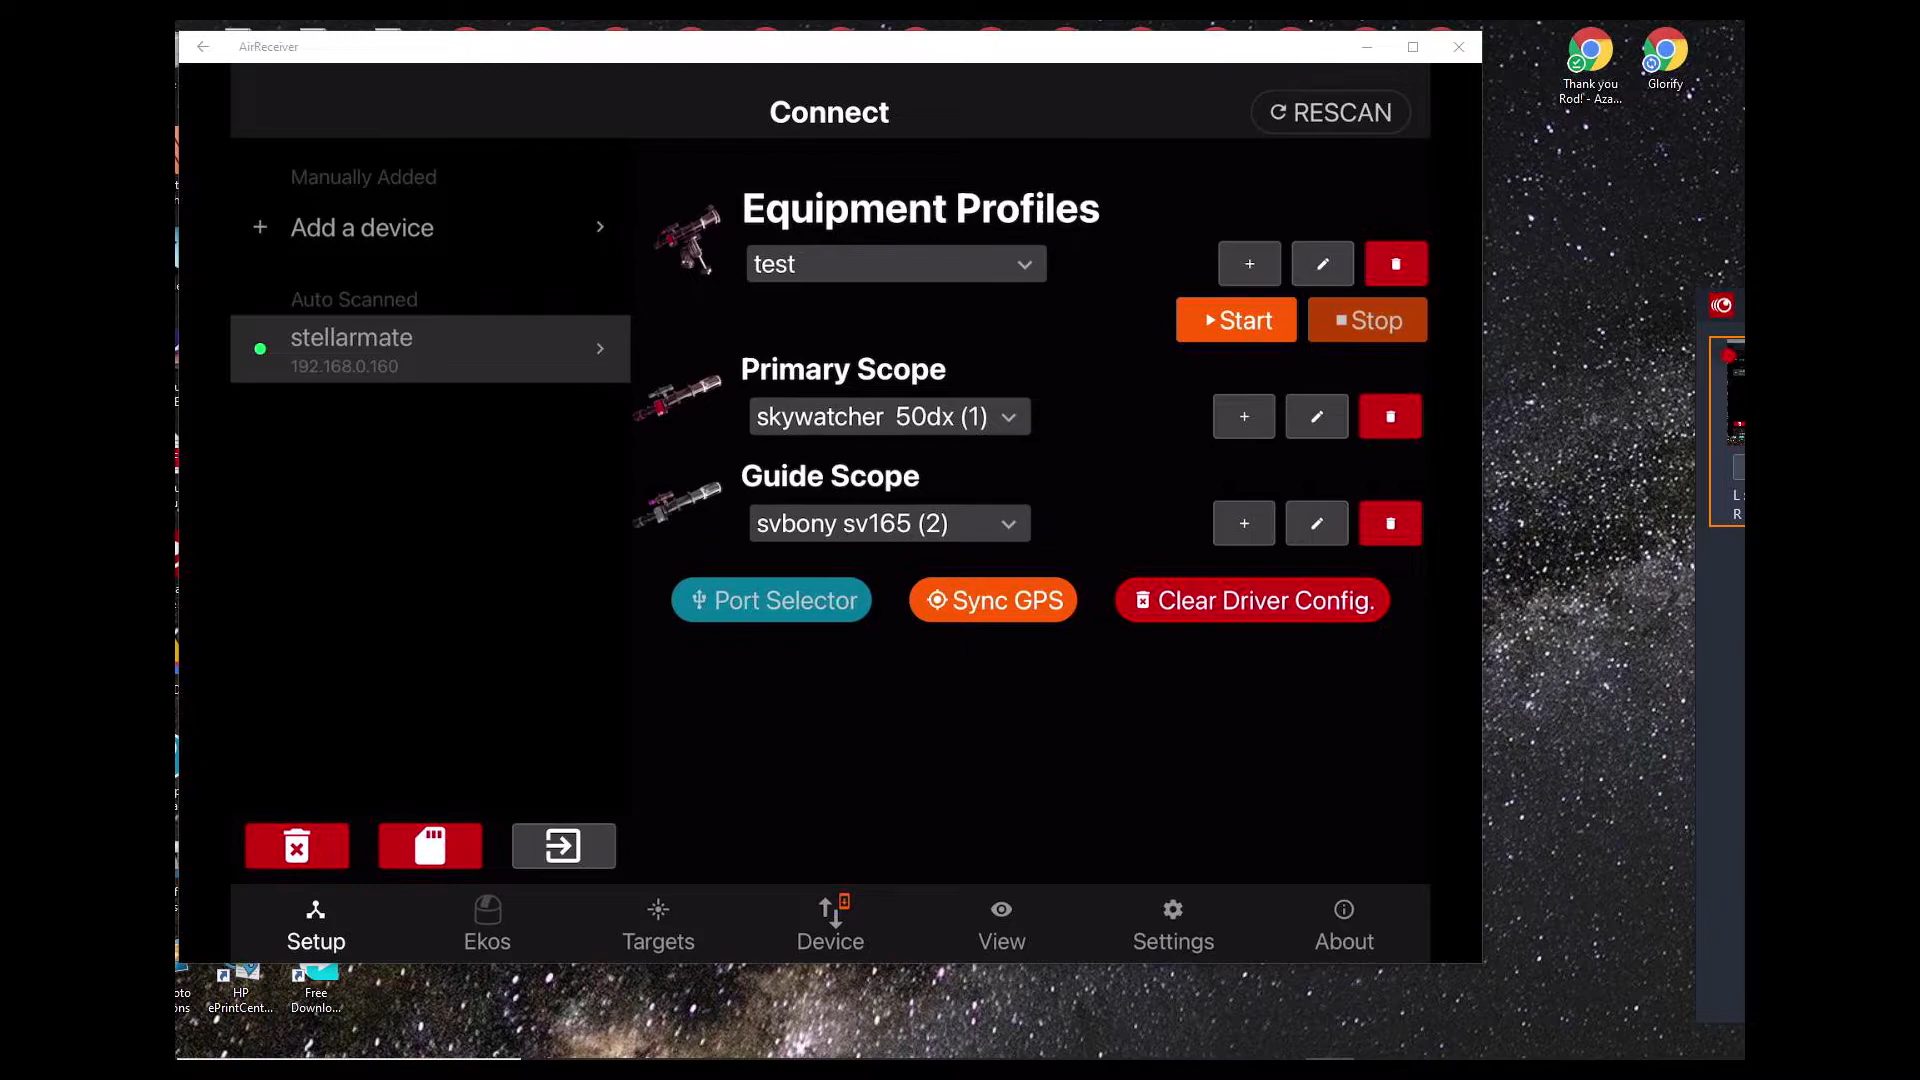 AirReceiver
Thank you
Rod! - Aza...
Glorify
Connect
RESCAN
Manually Added
+ Add a device
Auto Scanned
stellarmate
192.168.0.160
Equipment Profiles
test
Start
Stop
Primary Scope
skywatcher 50dx (1)
Guide Scope
svbony sv165 (2)
Port Selector
Sync GPS
Clear Driver Config.
L
R
Setup
Ekos
Targets
Device
View
Settings
About
HP
ePrintCent...
Free
Downlo...